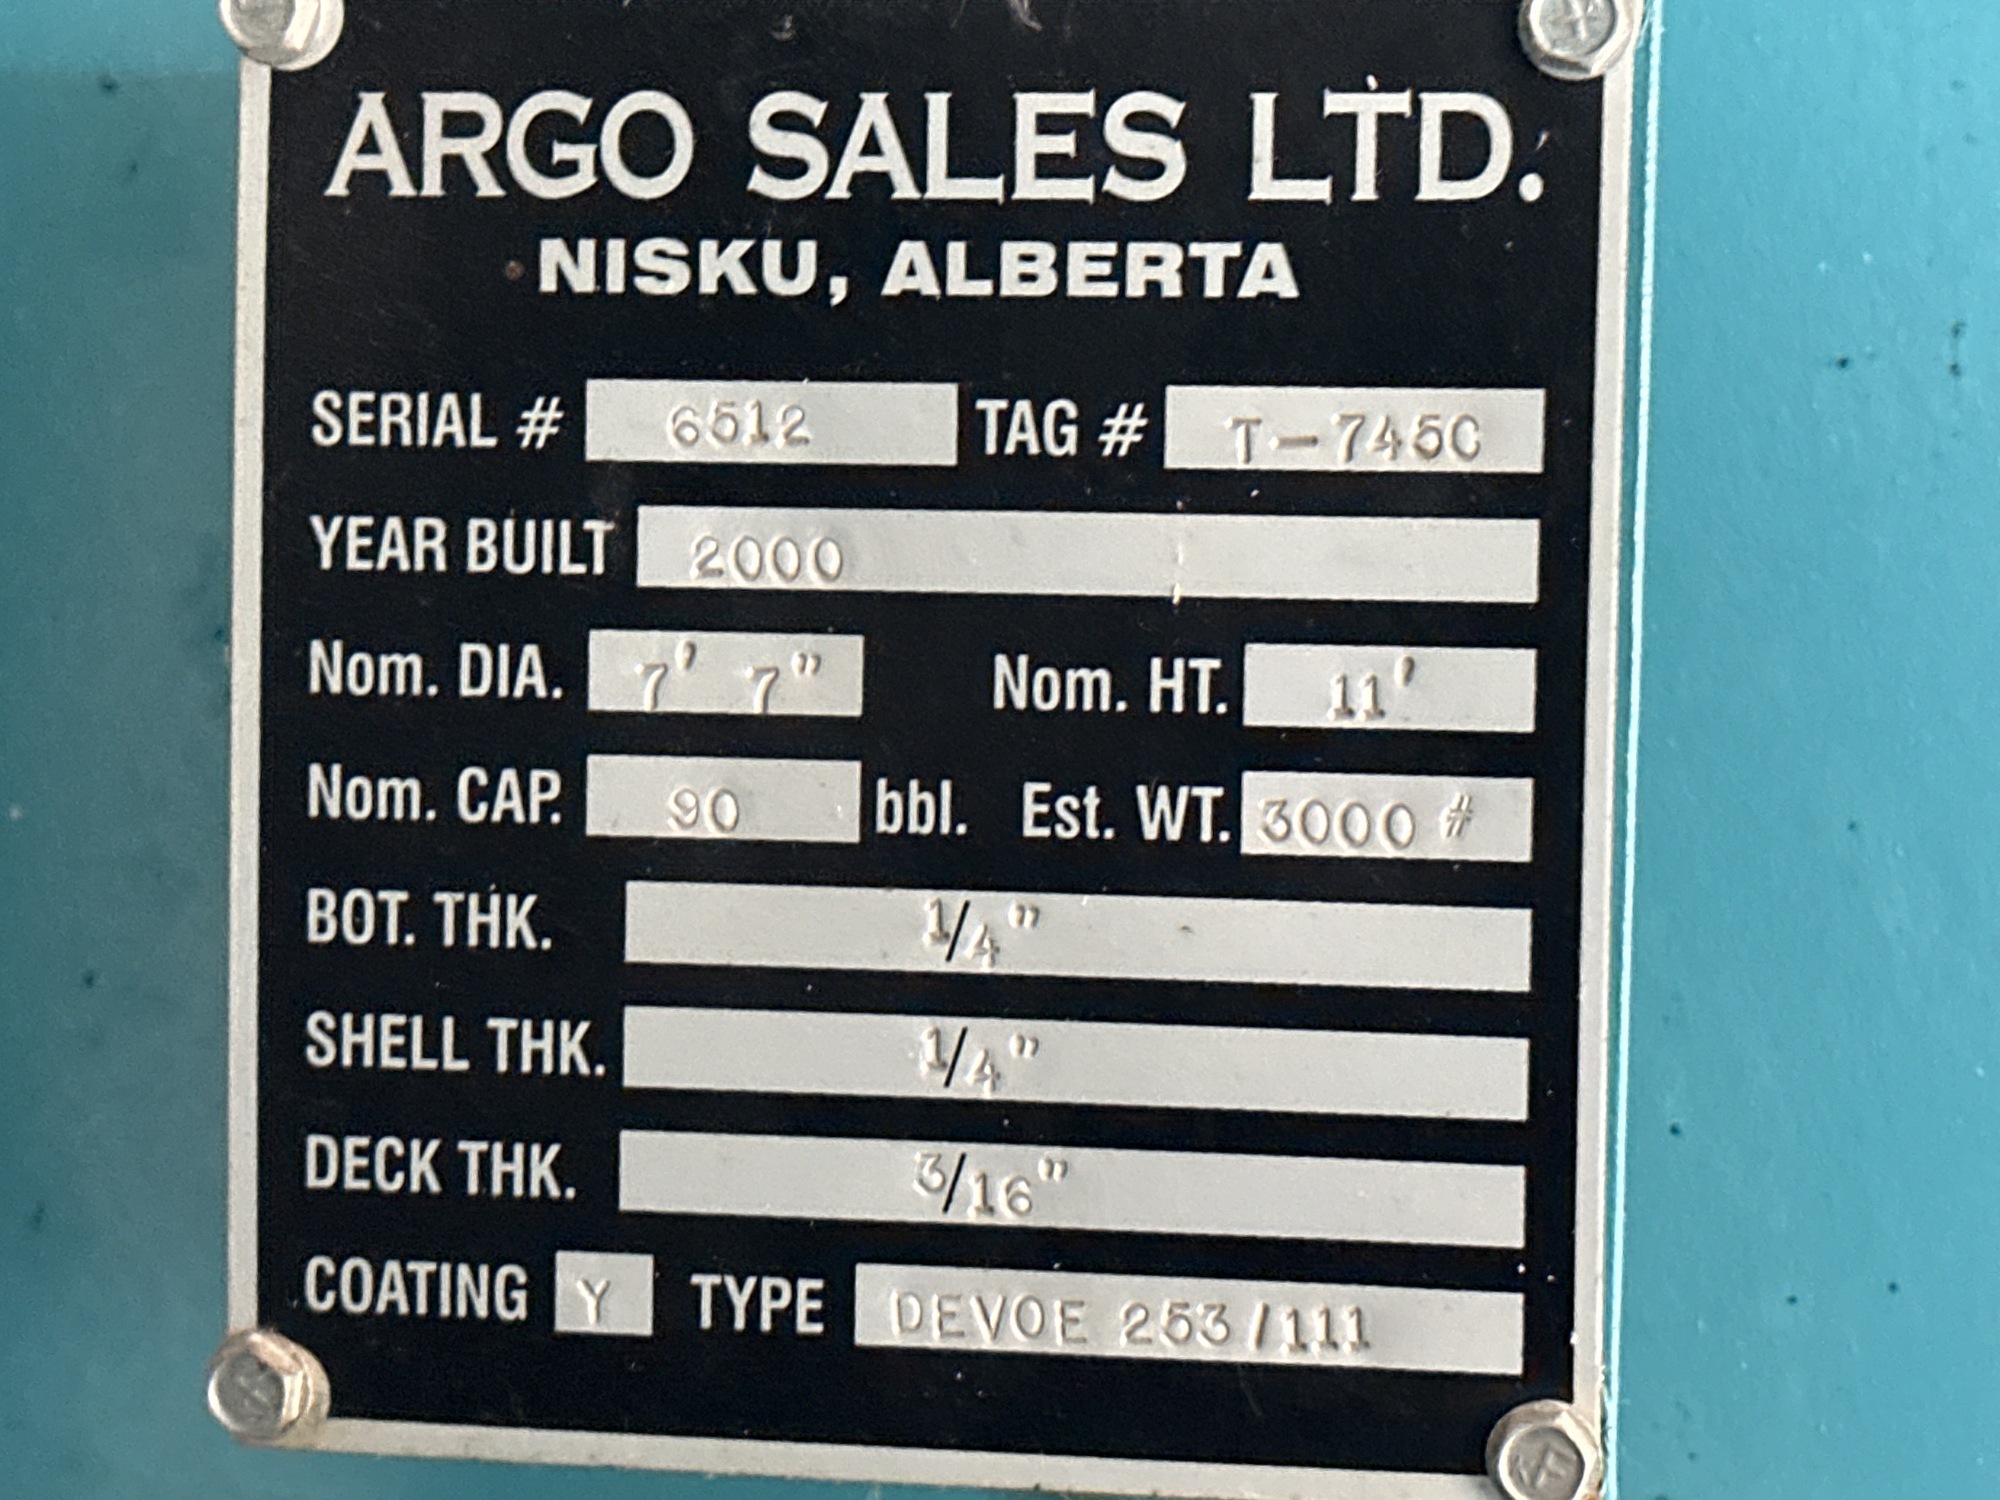 ARGO SALES LTD.
NISKU, ALBERTA
SERIAL # 6512 TAG # T-7450
YEAR BUILT 2000
Nom. DIA. 7' 7" Nom. HT. 11'
Nom. CAP. 90 bbl. Est. WT. 3000 #
BOT. THK. 1/4"
SHELL THK. 1/4"
DECK THK. 3/16"
COATING Y TYPE DEVOE 253/111